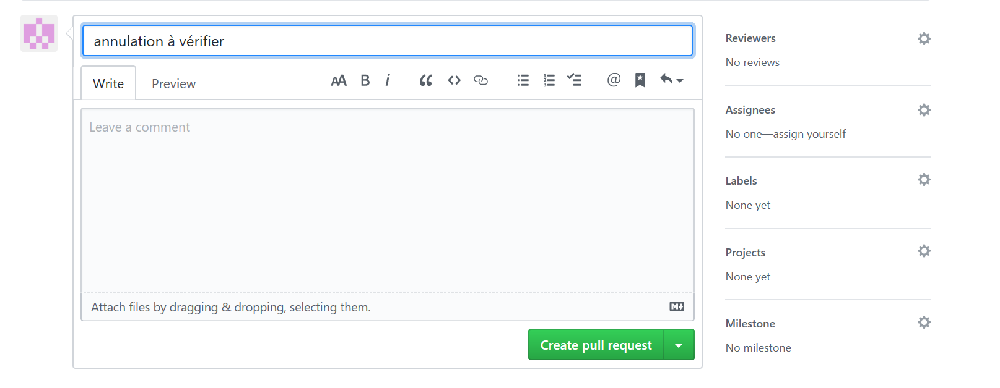 annulation à vérifier
Write
Preview
AA B i
Leave a comment
Attach files by dragging & dropping, selecting them.
Create pull request
Reviewers
No reviews
Assignees
No one—assign yourself
Labels
None yet
Projects
None yet
Milestone
No milestone